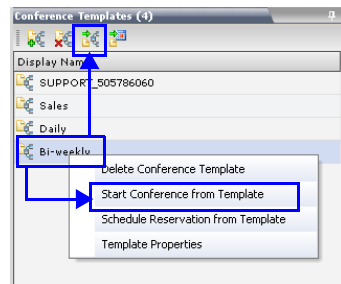 Conference Templates (4)
Display Name
SUPPORT_505786060
Sales
Daily
Bi-weekly
Delete Conference Template
Start Conference from Template
Schedule Reservation from Template
Template Properties